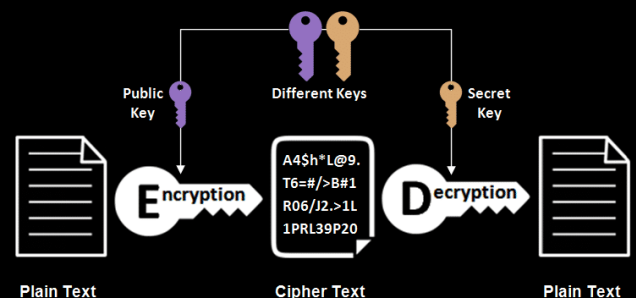 Public
Key
Different Keys
Secret
Key
Encryption
A4$h*L@9.
T6=#/>B#1
R06/J2.>1L
1PRL39P20
Decryption
Plain Text
Cipher Text
Plain Text